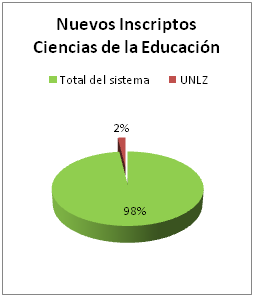 Nuevos Inscriptos
Ciencias de la Educación
Total del sistema UNLZ
2%
98%